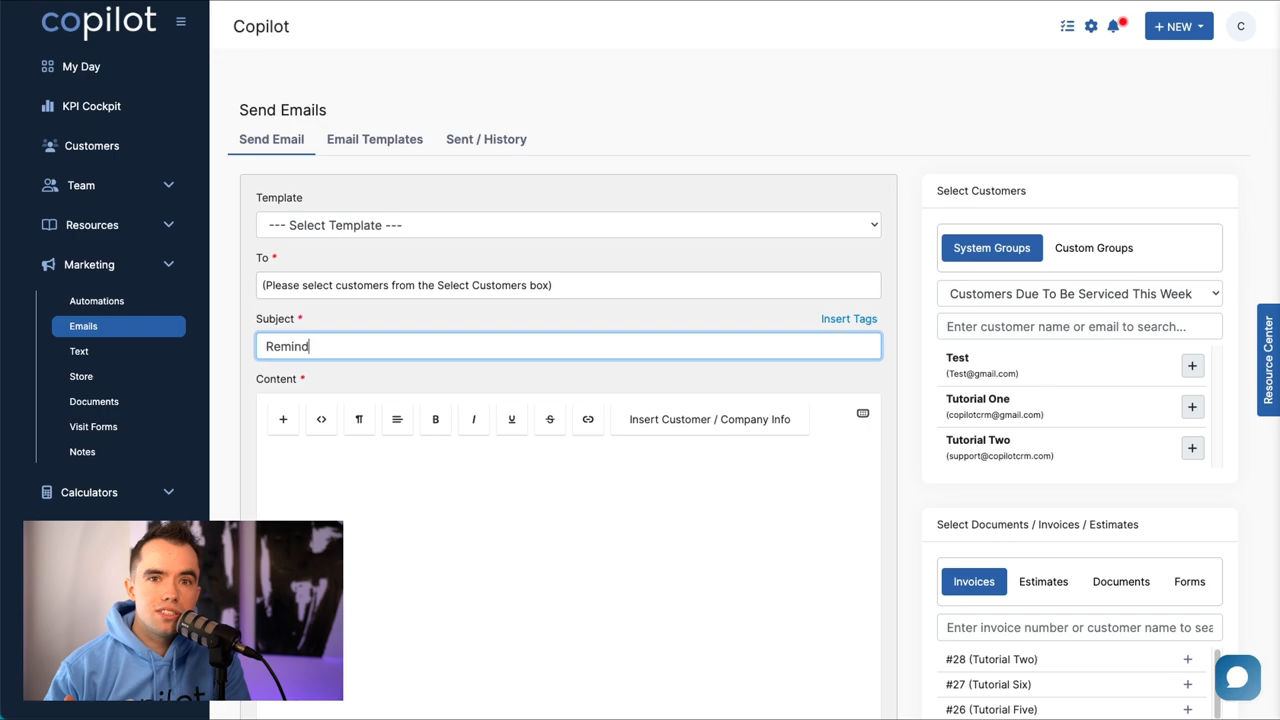 copilot
Copilot
+ NEW
C
My Day
KPI Cockpit
Customers
Team
Resources
Marketing
Automations
Emails
Text
Store
Documents
Visit Forms
Notes
Calculators
Send Emails
Send Email
Email Templates
Sent / History
Template
--- Select Template ---
To *
(Please select customers from the Select Customers box)
Subject *
Insert Tags
Remind
Content *
B
I
U
S
Insert Customer / Company Info
Select Customers
System Groups
Custom Groups
Customers Due To Be Serviced This Week
Enter customer name or email to search...
Test
(Test@gmail.com)
Tutorial One
(copilotcrm@gmail.com)
Tutorial Two
(support@copilotcrm.com)
Select Documents / Invoices / Estimates
Invoices
Estimates
Documents
Forms
Enter invoice number or customer name to sea
#28 (Tutorial Two)
#27 (Tutorial Six)
#26 (Tutorial Five)
Resource Center